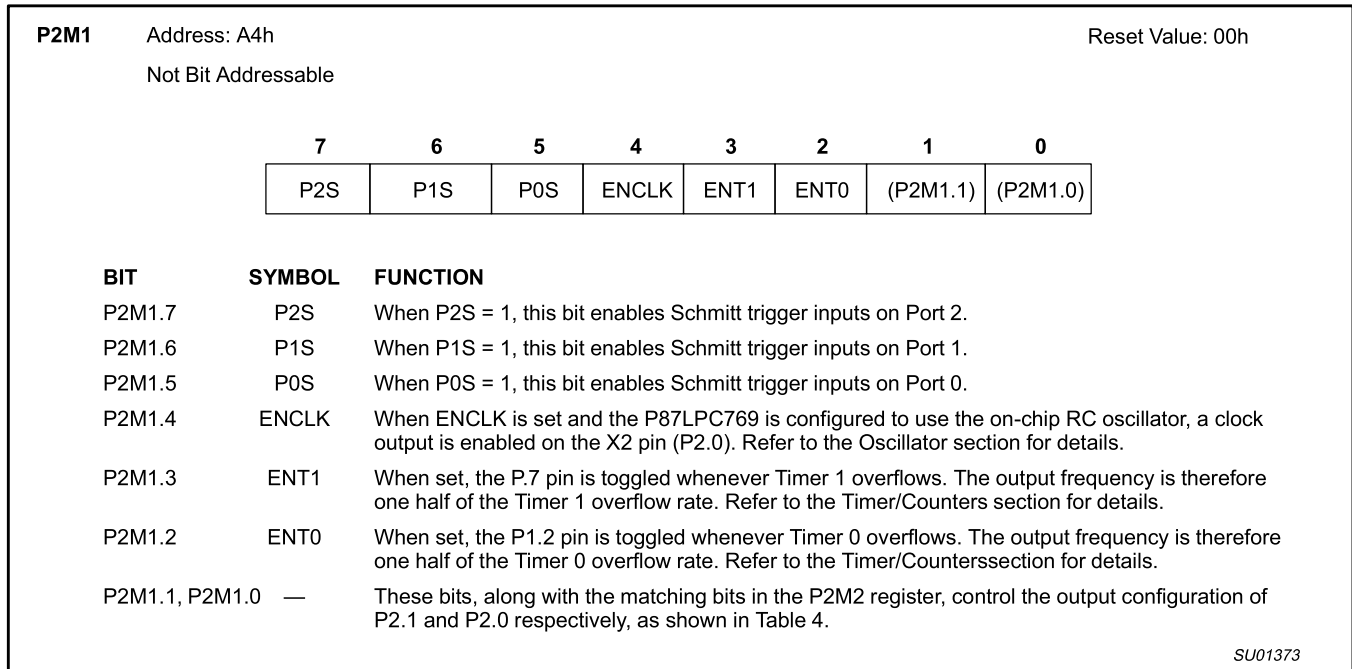 P2M1 Address: A4h Reset Value: 00h
Not Bit Addressable
7 6 5 4 3 2 1 0
P2S P1S P0S ENCLK ENT1 ENT0 (P2M1.1) (P2M1.0)
BIT SYMBOL FUNCTION
P2M1.7 P2S When P2S = 1, this bit enables Schmitt trigger inputs on Port 2.
P2M1.6 P1S When P1S = 1, this bit enables Schmitt trigger inputs on Port 1.
P2M1.5 P0S When P0S = 1, this bit enables Schmitt trigger inputs on Port 0.
P2M1.4 ENCLK When ENCLK is set and the P87LPC769 is configured to use the on-chip RC oscillator, a clock
output is enabled on the X2 pin (P2.0). Refer to the Oscillator section for details.
P2M1.3 ENT1 When set, the P.7 pin is toggled whenever Timer 1 overflows. The output frequency is therefore
one half of the Timer 1 overflow rate. Refer to the Timer/Counters section for details.
P2M1.2 ENT0 When set, the P1.2 pin is toggled whenever Timer 0 overflows. The output frequency is therefore
one half of the Timer 0 overflow rate. Refer to the Timer/Counterssection for details.
P2M1.1, P2M1.0 — These bits, along with the matching bits in the P2M2 register, control the output configuration of
P2.1 and P2.0 respectively, as shown in Table 4.
SU01373